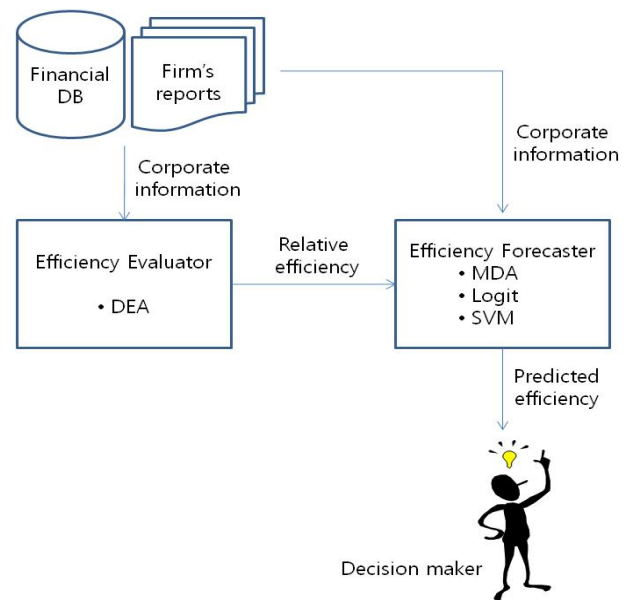 Financial
DB
Firm's
reports
Corporate
information
Corporate
information
Efficiency Evaluator
• DEA
Relative
efficiency
Efficiency Forecaster
• MDA
• Logit
• SVM
Predicted
efficiency
Decision maker